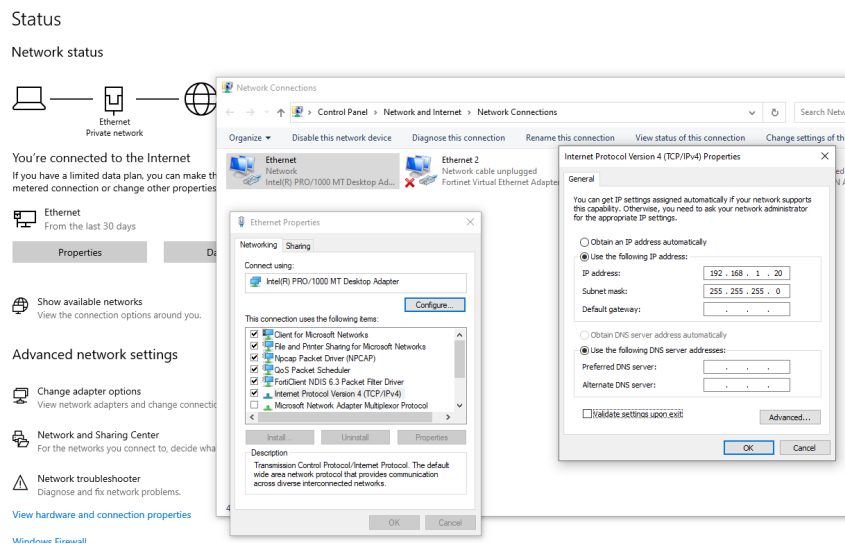 Status
Network status
Ethernet
Private network
You're connected to the Internet
If you have a limited data plan, you can make th
metered connection or change other properties
Ethernet
From the last 30 days
Properties
Da
Show available networks
View the connection options around you.
Advanced network settings
Change adapter options
View network adapters and change connectio
Network and Sharing Center
For the networks you connect to, decide wha
Network troubleshooter
Diagnose and fix network problems.
View hardware and connection properties
Windows Firewall
Network Connections
Control Panel > Network and Internet > Network Connections
Search Netw
Organize
Disable this network device
Diagnose this connection
Rename this connection
View status of this connection
Change settings of th
Ethernet
Network
Intel(R) PRO/1000 MT Desktop Ad...
Ethernet 2
Network cable unplugged
Fortinet Virtual Ethernet Adapter
4
Ethernet Properties
Networking
Sharing
Connect using:
Intel(R) PRO/1000 MT Desktop Adapter
Configure...
This connection uses the following items:
Client for Microsoft Networks
File and Printer Sharing for Microsoft Networks
Npcap Packet Driver (NPCAP)
QoS Packet Scheduler
FortiClient NDIS 6.3 Packet Filter Driver
Internet Protocol Version 4 (TCP/IPv4)
Microsoft Network Adapter Multiplexor Protocol
Install...
Uninstall
Properties
Description
Transmission Control Protocol/Internet Protocol. The default
wide area network protocol that provides communication
across diverse interconnected networks.
OK
Cancel
Internet Protocol Version 4 (TCP/IPv4) Properties
General
You can get IP settings assigned automatically if your network supports
this capability. Otherwise, you need to ask your network administrator
for the appropriate IP settings.
Obtain an IP address automatically
Use the following IP address:
IP address:
192 . 168 . 1 . 20
Subnet mask:
255 . 255 . 255 . 0
Default gateway:
. . .
Obtain DNS server address automatically
Use the following DNS server addresses:
Preferred DNS server:
. . .
Alternate DNS server:
. . .
Validate settings upon exit
Advanced...
OK
Cancel